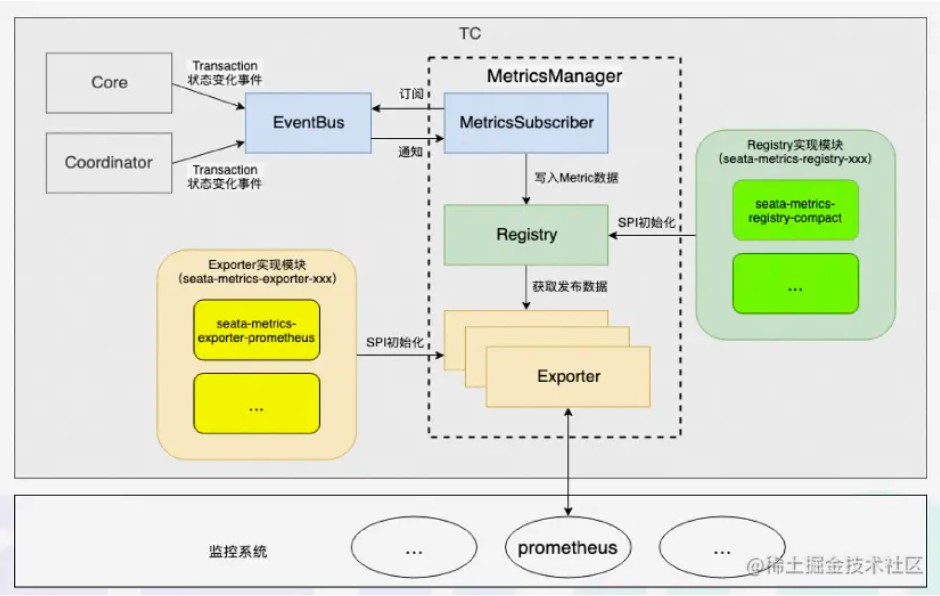 TC
Core
Transaction
状态变化事件
MetricsManager
订阅
EventBus
MetricsSubscriber
通知
Coordinator
Transaction
状态变化事件
写入Metric数据
Registry实现模块
(seata-metrics-registry-xxx)
seata-metrics-
registry-compact
SPI初始化
Registry
...
Exporter实现模块
(seata-metrics-exporter-xxx)
获取发布数据
seata-metrics-
exporter-prometheus
SPI初始化
Exporter
...
监控系统
...
prometheus
...
@稀土掘金技术社区